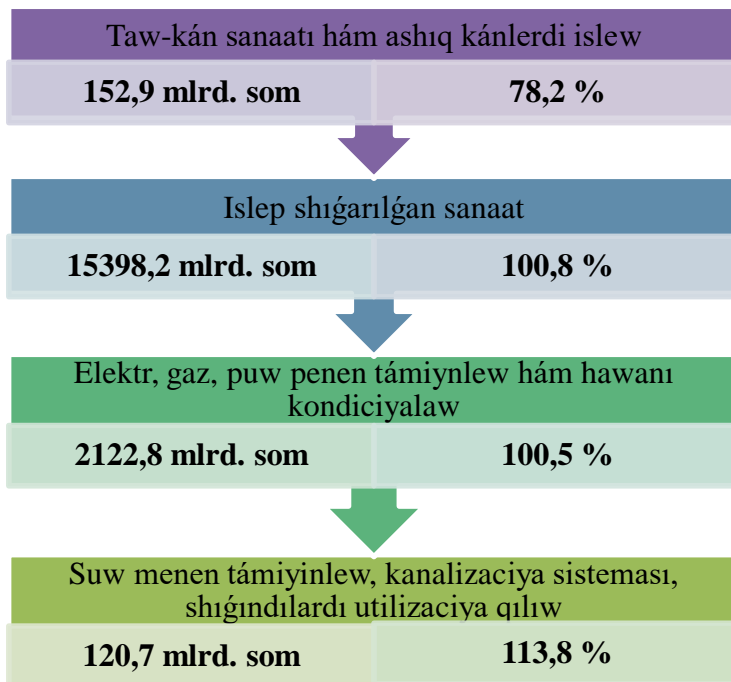 Taw-kán sanaatı hám ashıq kánlerdi islew
152,9 mlrd. som 78,2 %
Islep shıǵarılǵan sanaat
15398,2 mlrd. som 100,8 %
Elektr, gaz, puw penen támiynlew hám hawanı
kondiciyalaw
2122,8 mlrd. som 100,5 %
Suw menen támiyinlew, kanalizaciya sisteması,
shıǵındılardı utilizaciya qılıw
120,7 mlrd. som 113,8 %